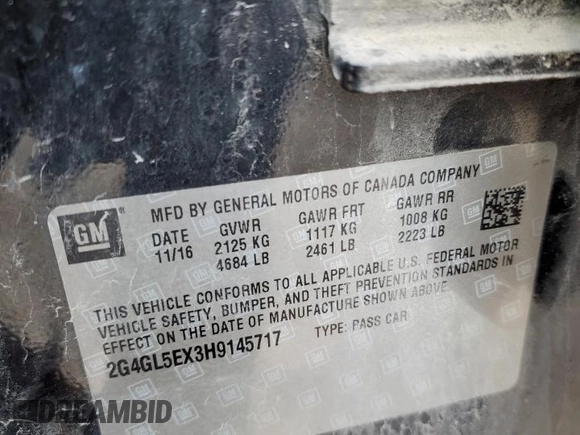 MFD BY GENERAL MOTORS OF CANADA COMPANY
GM
DATE GVWR GAWR FRT GAWR RR
11/16 2125 KG 1117 KG 1008 KG
4684 LB 2461 LB 2223 LB
THIS VEHICLE CONFORMS TO ALL APPLICABLE U.S. FEDERAL MOTOR
VEHICLE SAFETY, BUMPER, AND THEFT PREVENTION STANDARDS IN
EFFECT ON THE DATE OF MANUFACTURE SHOWN ABOVE.
2G4GL5EX3H9145717 TYPE: PASS CAR
DREAMBID